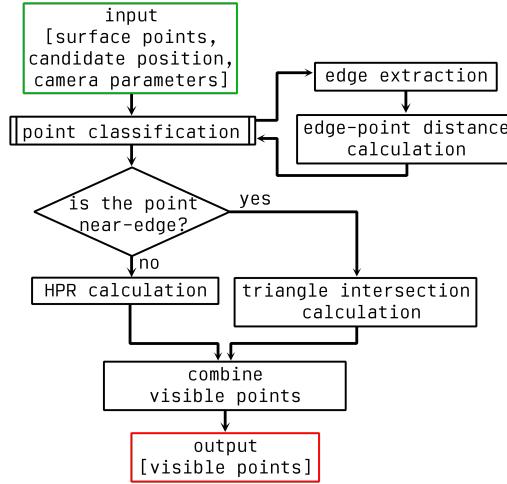 input
[surface points,
candidate position,
camera parameters]
point classification
edge extraction
edge-point distance
calculation
is the point
near-edge?
yes
no
HPR calculation
triangle intersection
calculation
combine
visible points
output
[visible points]